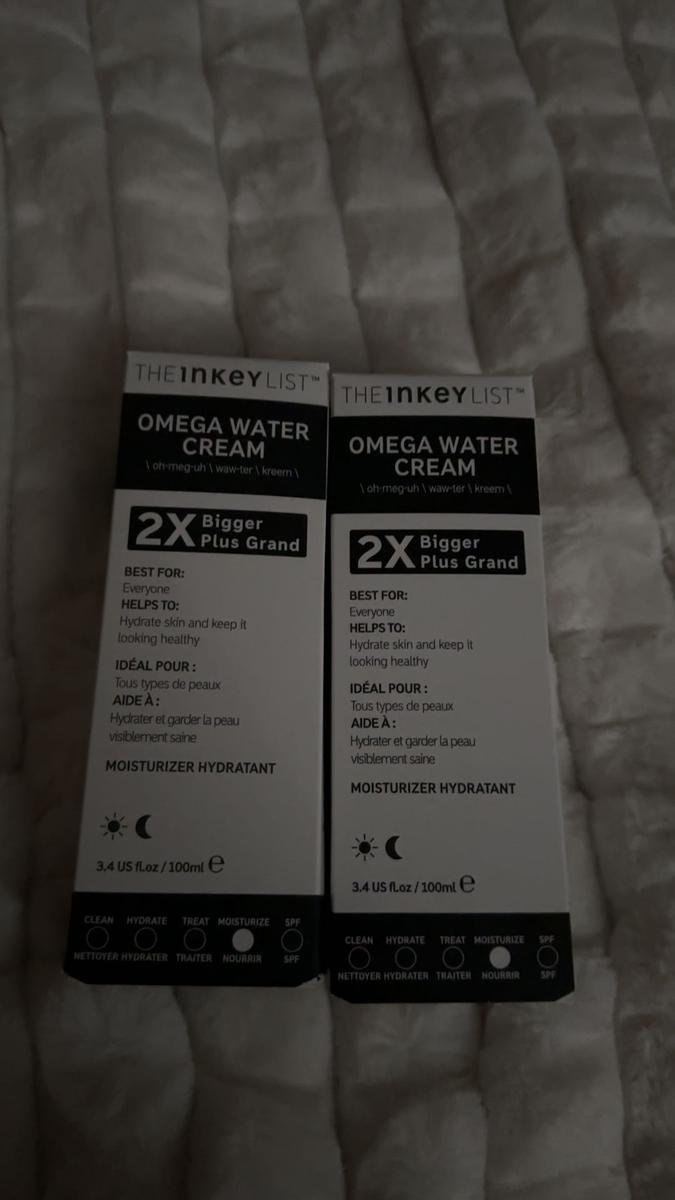 THE INKEY LIST™
OMEGA WATER
CREAM
\ oh-meg-uh \ waw-ter \ kreem \
2X Bigger
Plus Grand
BEST FOR:
Everyone
HELPS TO:
Hydrate skin and keep it
looking healthy
IDÉAL POUR :
Tous types de peaux
AIDE À :
Hydrater et garder la peau
visiblement saine
MOISTURIZER HYDRATANT
3.4 US fl.oz / 100ml ℮
CLEAN HYDRATE TREAT MOISTURIZE SPF
NETTOYER HYDRATER TRAITER NOURRIR SPF
THE INKEY LIST™
OMEGA WATER
CREAM
\ oh-meg-uh \ waw-ter \ kreem \
2X Bigger
Plus Grand
BEST FOR:
Everyone
HELPS TO:
Hydrate skin and keep it
looking healthy
IDÉAL POUR :
Tous types de peaux
AIDE À :
Hydrater et garder la peau
visiblement saine
MOISTURIZER HYDRATANT
3.4 US fl.oz / 100ml ℮
CLEAN HYDRATE TREAT MOISTURIZE SPF
NETTOYER HYDRATER TRAITER NOURRIR SPF